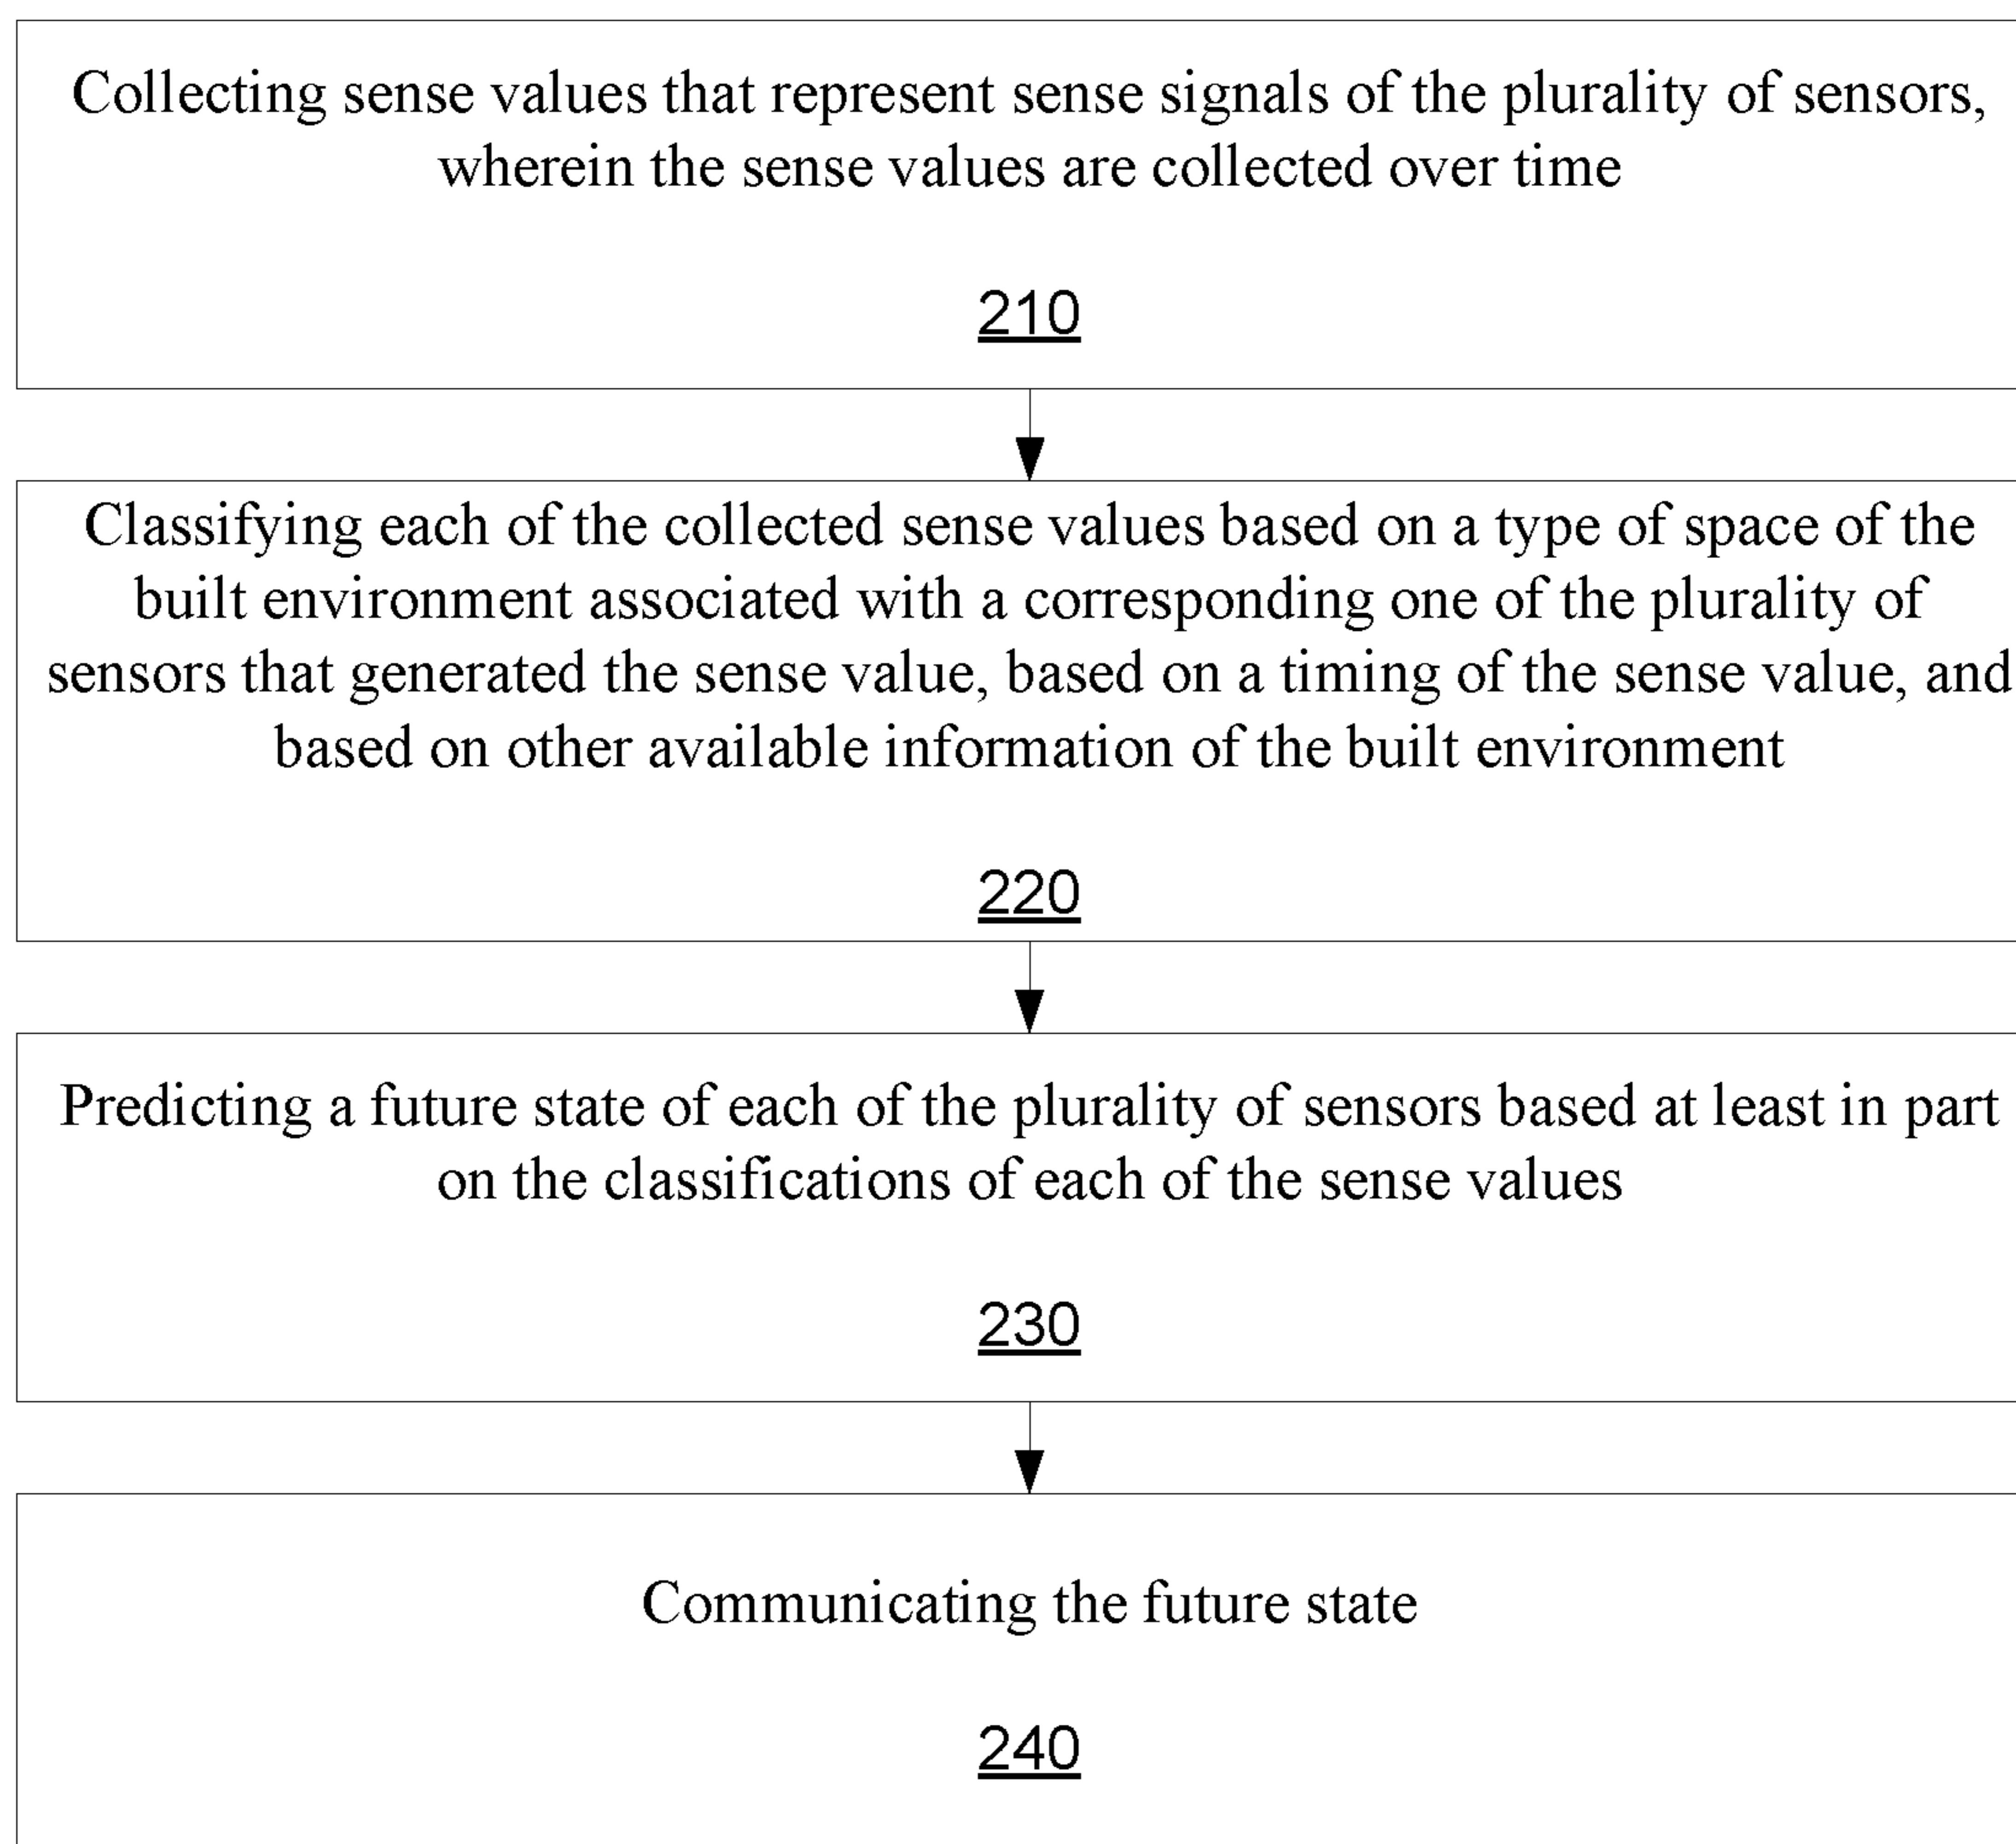 Collecting sense values that represent sense signals of the plurality of sensors,
wherein the sense values are collected over time
210
Classifying each of the collected sense values based on a type of space of the
built environment associated with a corresponding one of the plurality of
sensors that generated the sense value, based on a timing of the sense value, and
based on other available information of the built environment
220
Predicting a future state of each of the plurality of sensors based at least in part
on the classifications of each of the sense values
230
Communicating the future state
240